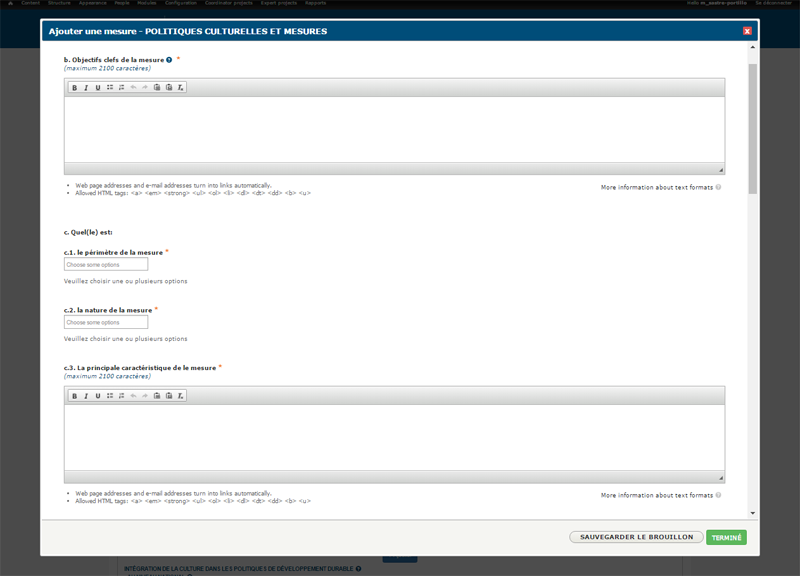 Content Structure Appearance People Modules Configuration Coordinator projects Expert projects Rapports Hello m_castro-portillo Se déconnecter
Ajouter une mesure - POLITIQUES CULTURELLES ET MESURES
b. Objectifs clefs de la mesure ? *
(maximum 2100 caractères)
B I U
• Web page addresses and e-mail addresses turn into links automatically.
• Allowed HTML tags: <a> <em> <strong> <ul> <ol> <li> <dl> <dt> <dd> <b> <u>
More information about text formats ?
c. Quel(le) est:
c.1. le périmètre de la mesure *
Choose some options
Veuillez choisir une ou plusieurs options
c.2. la nature de la mesure *
Choose some options
Veuillez choisir une ou plusieurs options
c.3. La principale caractèristique de le mesure *
(maximum 2100 caractères)
B I U
• Web page addresses and e-mail addresses turn into links automatically.
• Allowed HTML tags: <a> <em> <strong> <ul> <ol> <li> <dl> <dt> <dd> <b> <u>
More information about text formats ?
SAUVEGARDER LE BROUILLON TERMINÉ
INTÉGRATION DE LA CULTURE DANS LES POLITIQUES DE DÉVELOPPEMENT DURABLE ?